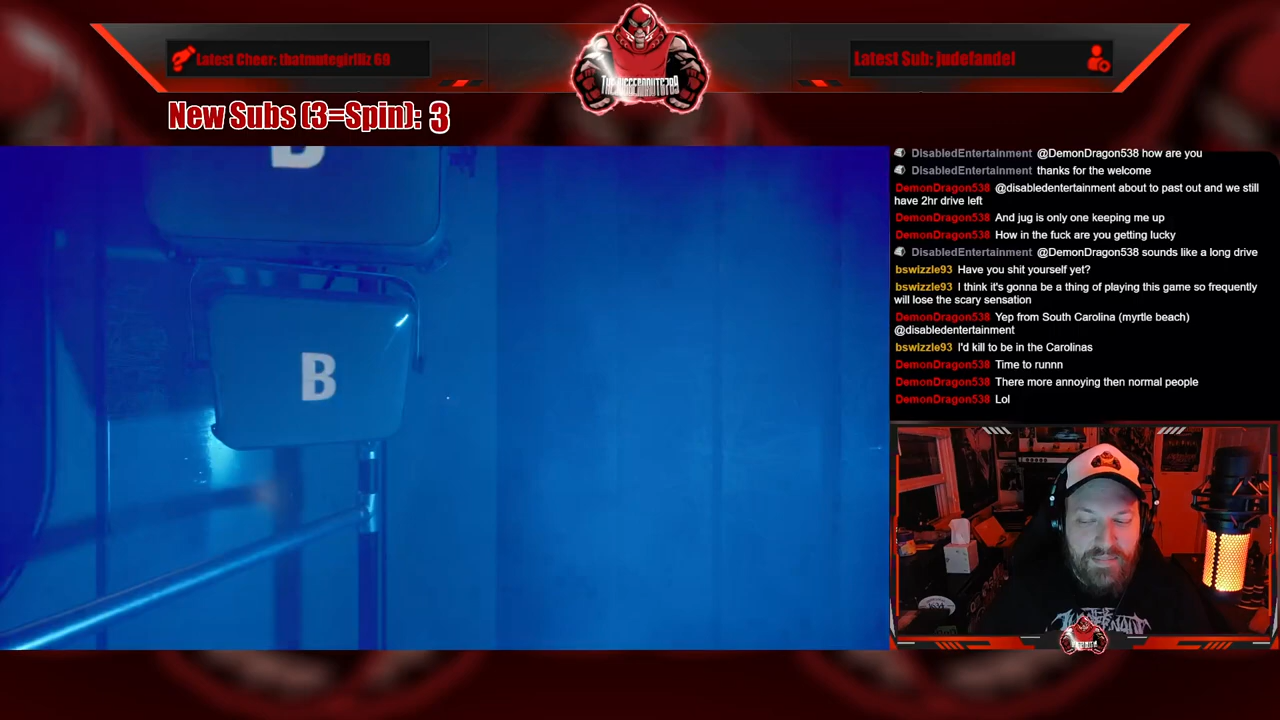 Latest Cheer: thatmutegirlliz 69
THEJUGGERNAUT6789
Latest Sub: judefandel
New Subs (3=Spin): 3
B
B
DisabledEntertainment @DemonDragon538 how are you
DisabledEntertainment thanks for the welcome
DemonDragon538 @disabledentertainment about to past out and we still
have 2hr drive left
DemonDragon538 And jug is only one keeping me up
DemonDragon538 How in the fuck are you getting lucky
DisabledEntertainment @DemonDragon538 sounds like a long drive
bswizzle93 Have you shit yourself yet?
bswizzle93 I think it's gonna be a thing of playing this game so frequently
will lose the scary sensation
DemonDragon538 Yep from South Carolina (myrtle beach)
@disabledentertainment
bswizzle93 I'd kill to be in the Carolinas
DemonDragon538 Time to runnn
DemonDragon538 There more annoying then normal people
DemonDragon538 Lol